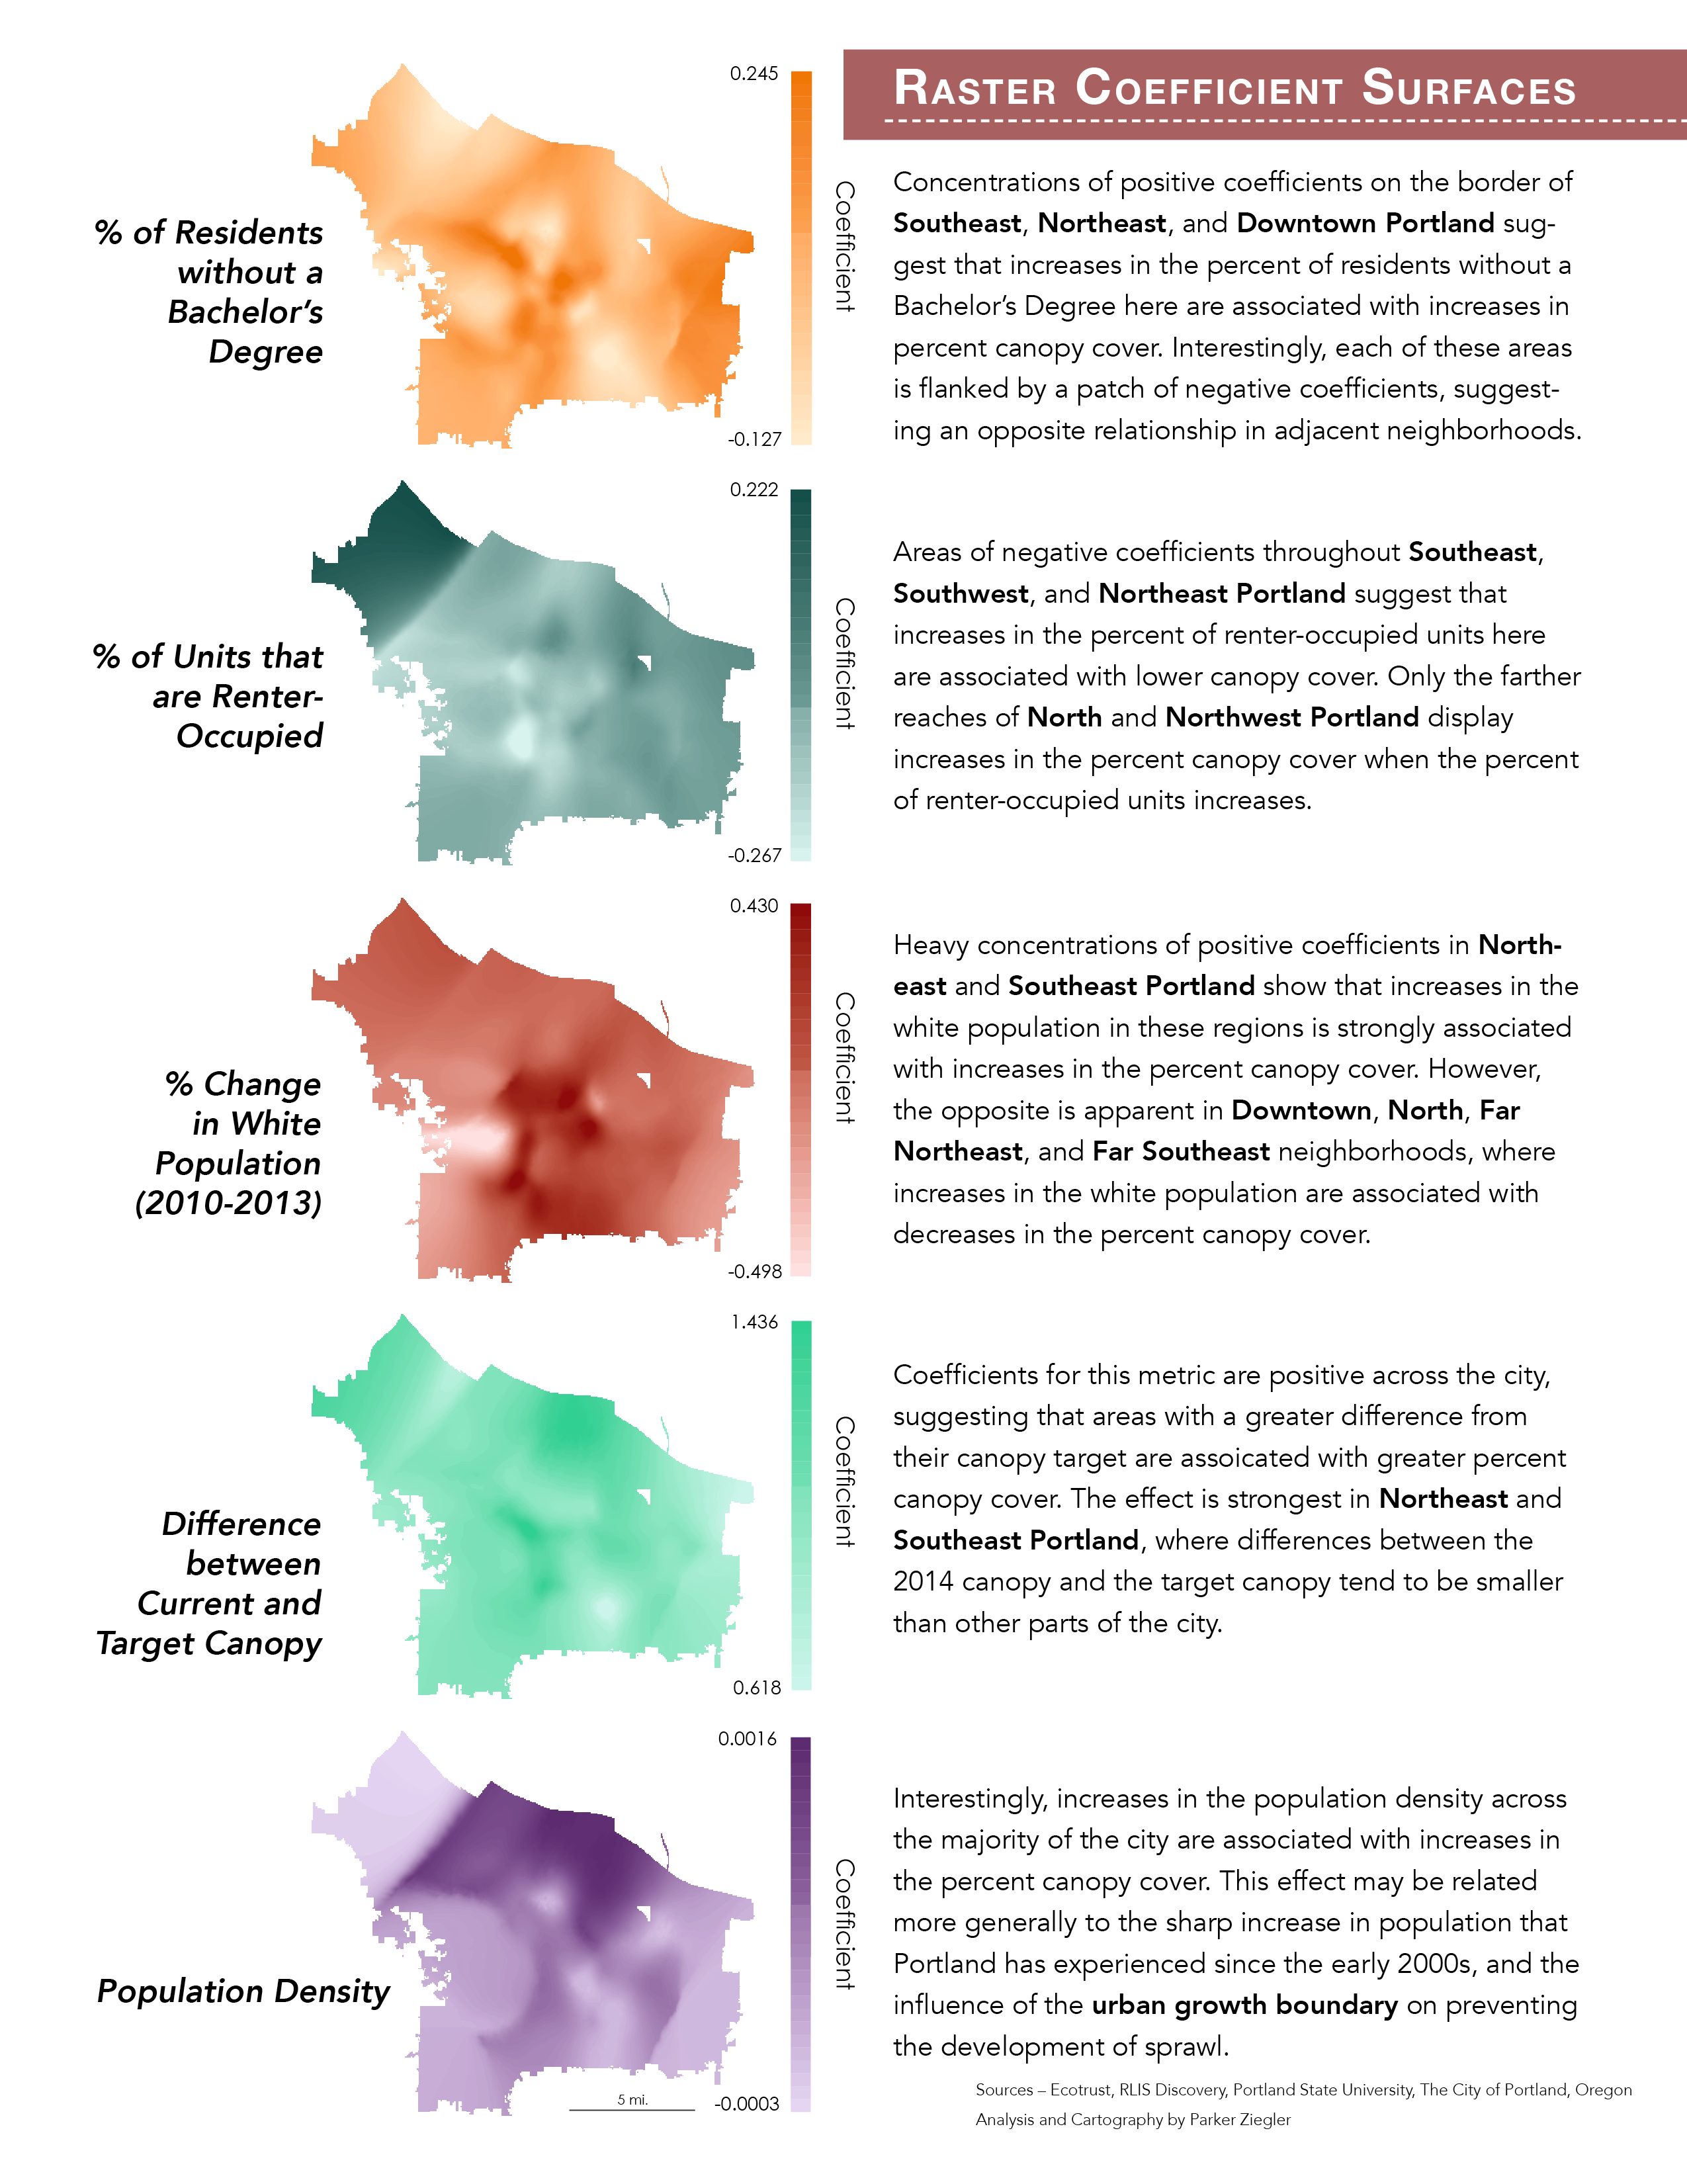 RASTER COEFFICIENT SURFACES
0.245
Coefficient
-0.127
% of Residents
without a
Bachelor's
Degree
Concentrations of positive coefficients on the border of
Southeast, Northeast, and Downtown Portland sug-
gest that increases in the percent of residents without a
Bachelor's Degree here are associated with increases in
percent canopy cover. Interestingly, each of these areas
is flanked by a patch of negative coefficients, suggest-
ing an opposite relationship in adjacent neighborhoods.
0.222
Coefficient
-0.267
% of Units that
are Renter-
Occupied
Areas of negative coefficients throughout Southeast,
Southwest, and Northeast Portland suggest that
increases in the percent of renter-occupied units here
are associated with lower canopy cover. Only the farther
reaches of North and Northwest Portland display
increases in the percent canopy cover when the percent
of renter-occupied units increases.
0.430
Coefficient
-0.498
% Change
in White
Population
(2010-2013)
Heavy concentrations of positive coefficients in North-
east and Southeast Portland show that increases in the
white population in these regions is strongly associated
with increases in the percent canopy cover. However,
the opposite is apparent in Downtown, North, Far
Northeast, and Far Southeast neighborhoods, where
increases in the white population are associated with
decreases in the percent canopy cover.
1.436
Coefficient
0.618
Difference
between
Current and
Target Canopy
Coefficients for this metric are positive across the city,
suggesting that areas with a greater difference from
their canopy target are assoicated with greater percent
canopy cover. The effect is strongest in Northeast and
Southeast Portland, where differences between the
2014 canopy and the target canopy tend to be smaller
than other parts of the city.
0.0016
Coefficient
-0.0003
5 mi.
Population Density
Interestingly, increases in the population density across
the majority of the city are associated with increases in
the percent canopy cover. This effect may be related
more generally to the sharp increase in population that
Portland has experienced since the early 2000s, and the
influence of the urban growth boundary on preventing
the development of sprawl.
Sources – Ecotrust, RLIS Discovery, Portland State University, The City of Portland, Oregon
Analysis and Cartography by Parker Ziegler